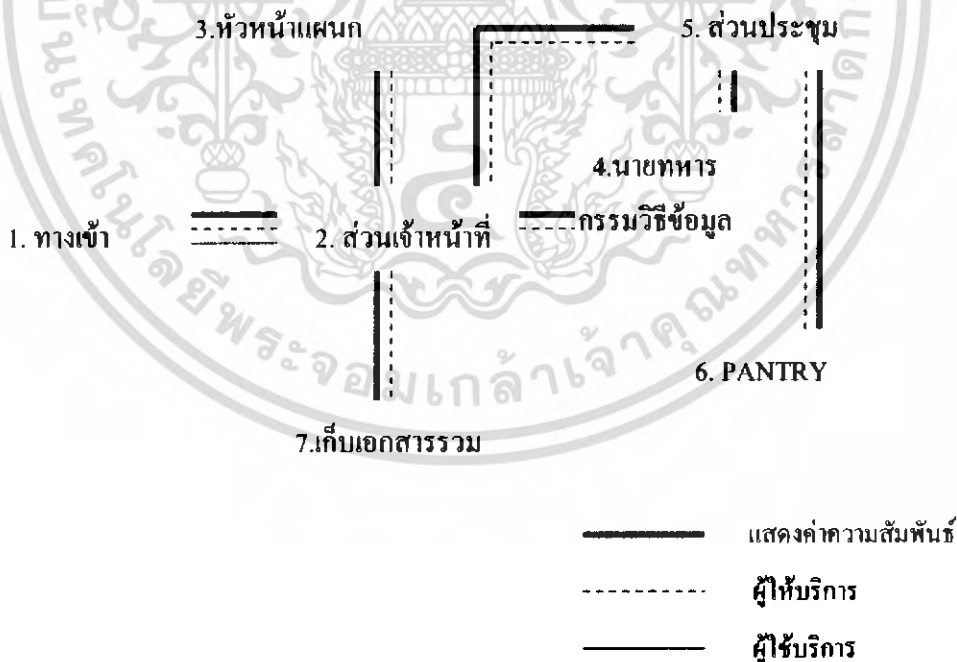 3.หัวหน้าแผนก
5. ส่วนประชุม
4.นายทหาร
กรรมวิธีข้อมูล
1. ทางเข้า
2. ส่วนเจ้าหน้าที่
6. PANTRY
7.เก็บเอกสารรวม
แสดงค่าความสัมพันธ์
ผู้ให้บริการ
ผู้ใช้บริการ